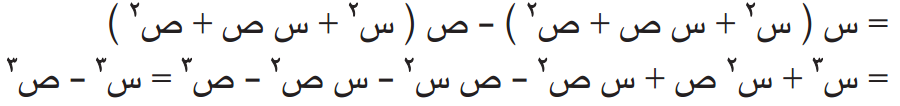 = س ( س٢ + س ص + ص٢ ) – ص ( س٢ + س ص + ص٢ )
= س٣ + س٢ ص + س ص٢ – ص س٢ – س ص٢ – ص٣ = س٣ – ص٣